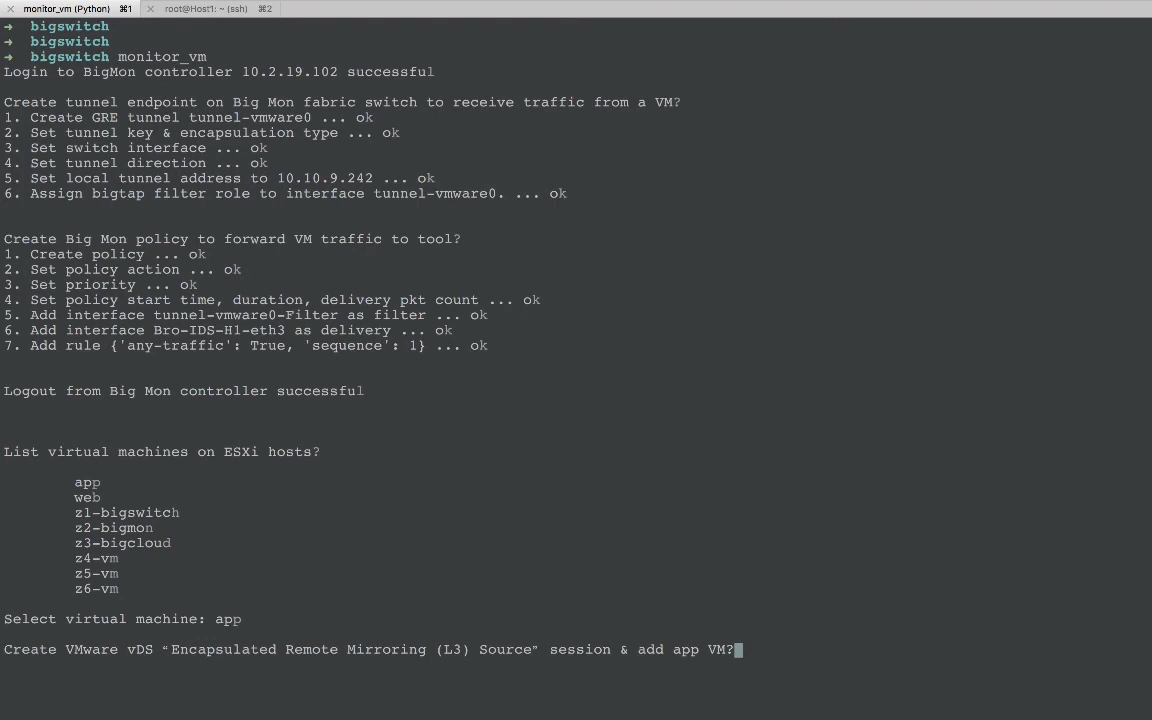 monitor_vm (Python) ⌘1 root@Host1: ~ (ssh) ⌘2
➜ bigswitch
➜ bigswitch
➜ bigswitch monitor_vm
Login to BigMon controller 10.2.19.102 successful
Create tunnel endpoint on Big Mon fabric switch to receive traffic from a VM?
1. Create GRE tunnel tunnel-vmware0 ... ok
2. Set tunnel key & encapsulation type ... ok
3. Set switch interface ... ok
4. Set tunnel direction ... ok
5. Set local tunnel address to 10.10.9.242 ... ok
6. Assign bigtap filter role to interface tunnel-vmware0. ... ok
Create Big Mon policy to forward VM traffic to tool?
1. Create policy ... ok
2. Set policy action ... ok
3. Set priority ... ok
4. Set policy start time, duration, delivery pkt count ... ok
5. Add interface tunnel-vmware0-Filter as filter ... ok
6. Add interface Bro-IDS-H1-eth3 as delivery ... ok
7. Add rule {'any-traffic': True, 'sequence': 1} ... ok
Logout from Big Mon controller successful
List virtual machines on ESXi hosts?
app
web
z1-bigswitch
z2-bigmon
z3-bigcloud
z4-vm
z5-vm
z6-vm
Select virtual machine: app
Create VMware vDS “Encapsulated Remote Mirroring (L3) Source” session & add app VM?